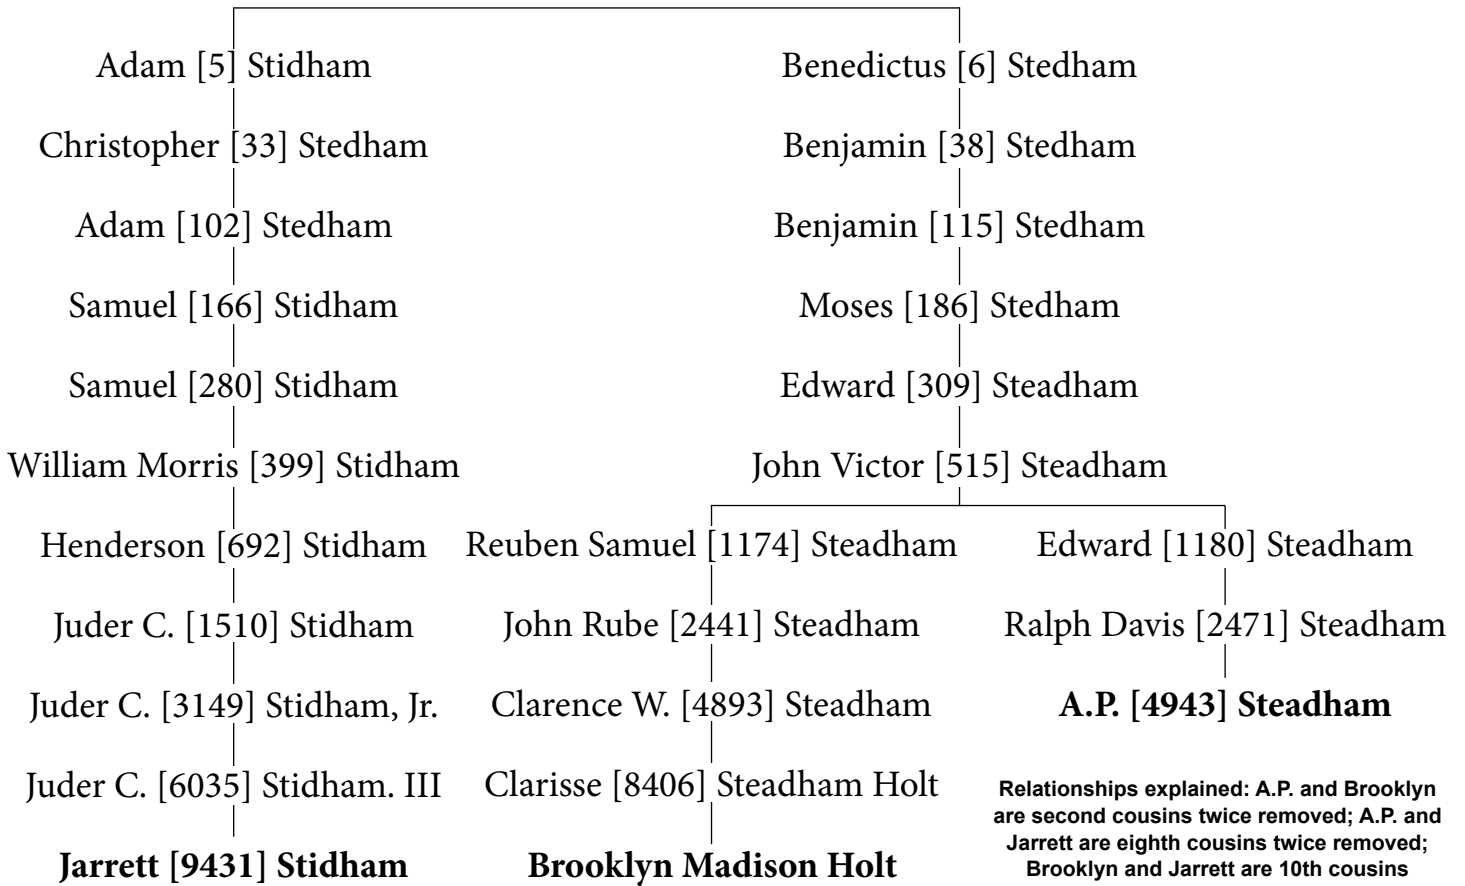 Adam [5] Stidham
Benedictus [6] Stedham
Christopher [33] Stedham
Benjamin [38] Stedham
Adam [102] Stedham
Benjamin [115] Stedham
Samuel [166] Stidham
Moses [186] Stedham
Samuel [280] Stidham
Edward [309] Steadham
William Morris [399] Stidham
John Victor [515] Steadham
Henderson [692] Stidham
Reuben Samuel [1174] Steadham
Edward [1180] Steadham
Juder C. [1510] Stidham
John Rube [2441] Steadham
Ralph Davis [2471] Steadham
Juder C. [3149] Stidham, Jr.
Clarence W. [4893] Steadham
A.P. [4943] Steadham
Juder C. [6035] Stidham. III
Clarisse [8406] Steadham Holt
Jarrett [9431] Stidham
Brooklyn Madison Holt
Relationships explained: A.P. and Brooklyn
are second cousins twice removed; A.P. and
Jarrett are eighth cousins twice removed;
Brooklyn and Jarrett are 10th cousins